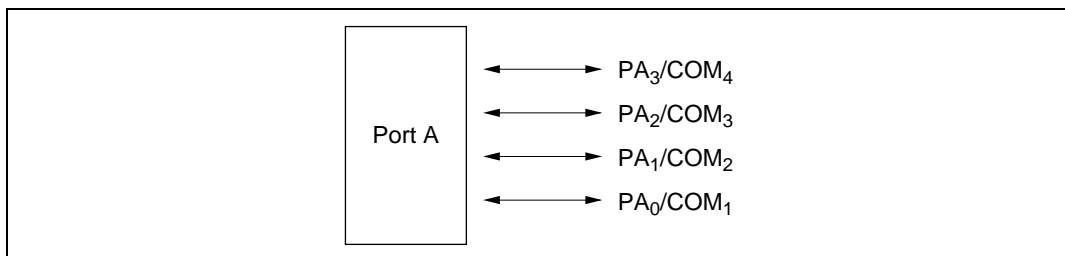 Port A
PA₃/COM₄
PA₂/COM₃
PA₁/COM₂
PA₀/COM₁